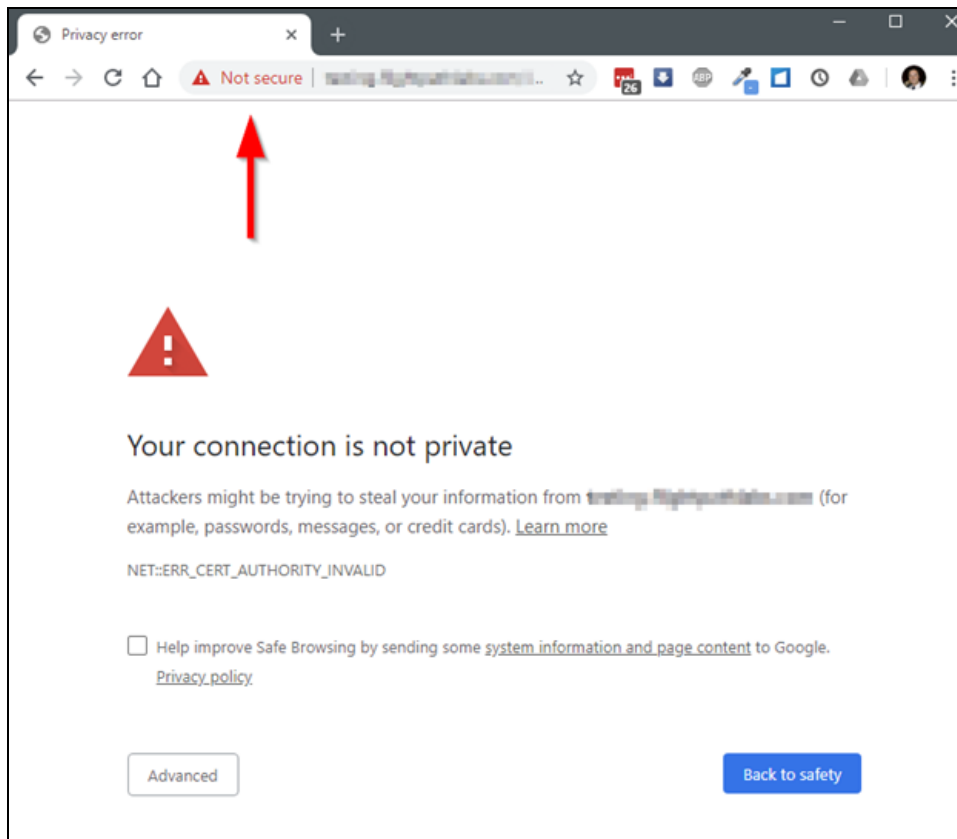 Privacy error
Not secure
26
ABP
Your connection is not private
Attackers might be trying to steal your information from (for
example, passwords, messages, or credit cards). Learn more
NET::ERR_CERT_AUTHORITY_INVALID
Help improve Safe Browsing by sending some system information and page content to Google.
Privacy policy
Advanced
Back to safety